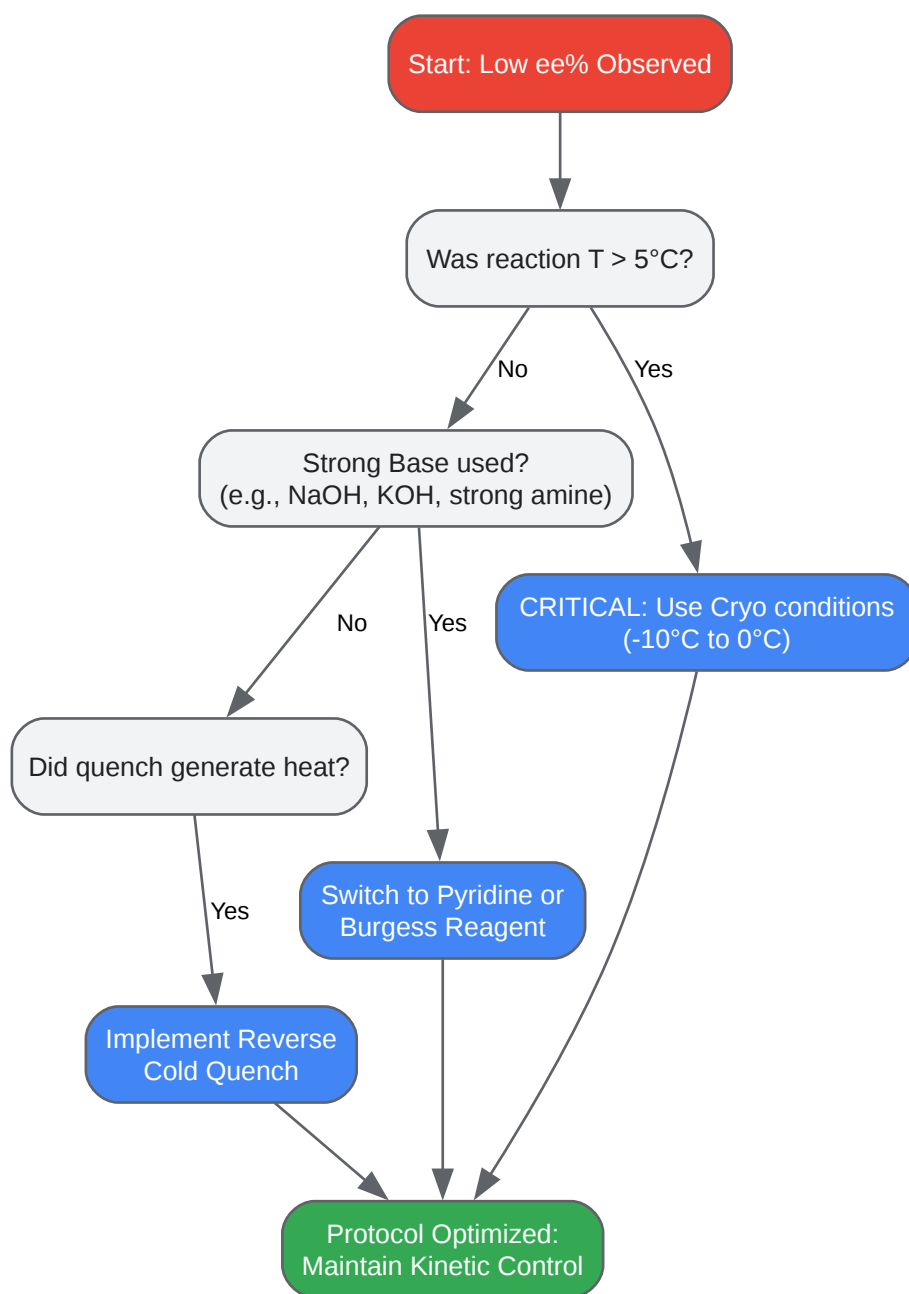 Start: Low ee% Observed
Was reaction T > 5°C?
No
Yes
Strong Base used?
(e.g., NaOH, KOH, strong amine)
CRITICAL: Use Cryo conditions
(-10°C to 0°C)
No
Yes
Did quench generate heat?
Switch to Pyridine or
Burgess Reagent
Yes
Implement Reverse
Cold Quench
Protocol Optimized:
Maintain Kinetic Control